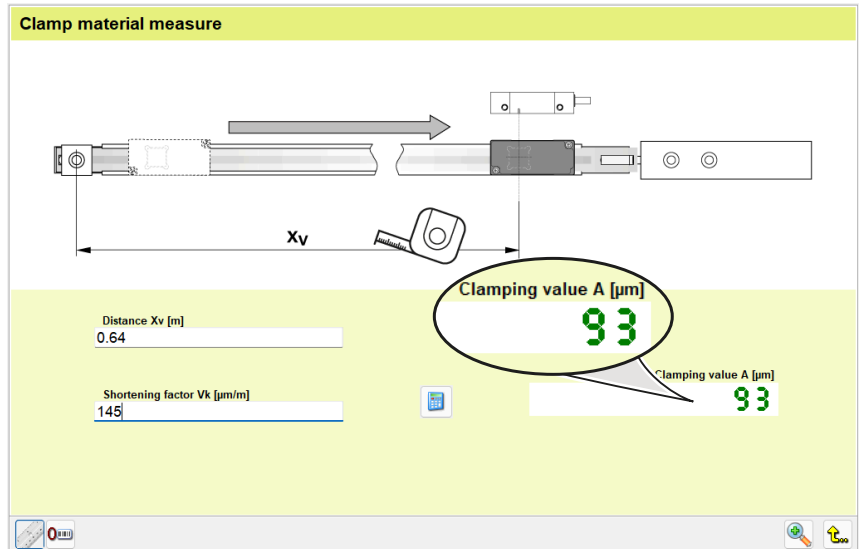 Clamp material measure
xV
Clamping value A [µm]
93
Distance Xv [m]
0.64
Clamping value A [µm]
93
Shortening factor Vk [µm/m]
145
0